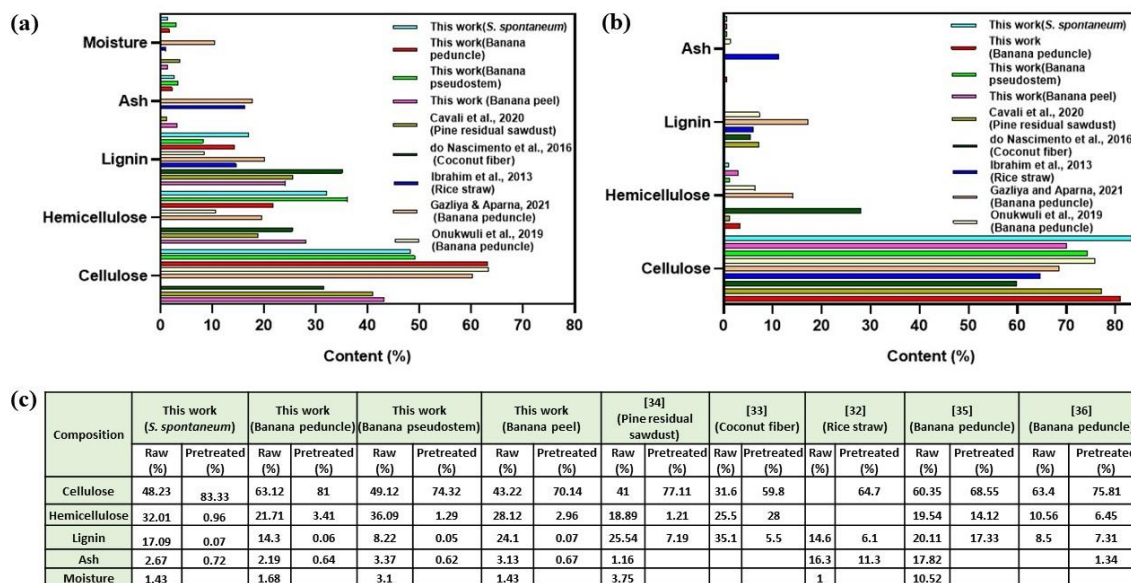 (a)
Moisture
Ash
Lignin
Hemicellulose
Cellulose
0 10 20 30 40 50 60 70 80
Content (%)
This work(S. spontaneum)
This work(Banana
peduncle)
This work(Banana
pseudostem)
This work (Banana peel)
Cavali et al., 2020
(Pine residual sawdust)
do Nascimento et al., 2016
(Coconut fiber)
Ibrahim et al., 2013
(Rice straw)
Gazliya & Aparna, 2021
(Banana peduncle)
Onukwuli et al., 2019
(Banana peduncle)
(b)
Ash
Lignin
Hemicellulose
Cellulose
0 10 20 30 40 50 60 70 80
Content (%)
This work(S. spontaneum)
This work
(Banana peduncle)
This work(Banana
pseudostem)
This work(Banana peel)
Cavali et al., 2020
(Pine residual sawdust)
do Nascimento et al., 2016
(Coconut fiber)
Ibrahim et al., 2013
(Rice straw)
Gazliya and Aparna, 2021
(Banana peduncle)
Onukwuli et al., 2019
(Banana peduncle)
(c)
Composition
This work
(S. spontaneum)
This work
(Banana peduncle)
This work
(Banana pseudostem)
This work
(Banana peel)
[34]
(Pine residual
sawdust)
[33]
(Coconut fiber)
[32]
(Rice straw)
[35]
(Banana peduncle)
[36]
(Banana peduncle)
Raw Pretreated Raw Pretreated Raw Pretreated Raw Pretreated Raw Pretreated Raw Pretreated Raw Pretreated Raw Pretreated Raw Pretreated
(%) (%) (%) (%) (%) (%) (%) (%) (%) (%) (%) (%) (%) (%) (%) (%) (%) (%)
Cellulose 48.23 83.33 63.12 81 49.12 74.32 43.22 70.14 41 77.11 31.6 59.8 64.7 60.35 68.55 63.4 75.81
Hemicellulose 32.01 0.96 21.71 3.41 36.09 1.29 28.12 2.96 18.89 1.21 25.5 28 19.54 14.12 10.56 6.45
Lignin 17.09 0.07 14.3 0.06 8.22 0.05 24.1 0.07 25.54 7.19 35.1 5.5 14.6 6.1 20.11 17.33 8.5 7.31
Ash 2.67 0.72 2.19 0.64 3.37 0.62 3.13 0.67 1.16 16.3 11.3 17.82 1.34
Moisture 1.43 1.68 3.1 1.43 3.75 1 10.52